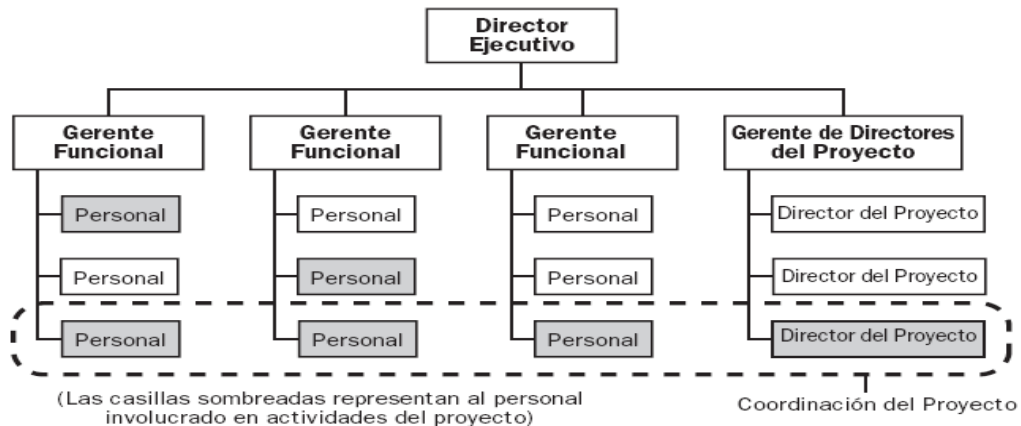 Director
Ejecutivo
Gerente
Funcional
Gerente
Funcional
Gerente
Funcional
Gerente de Directores
del Proyecto
Personal
Personal
Personal
Director del Proyecto
Personal
Personal
Personal
Director del Proyecto
Personal
Personal
Personal
Director del Proyecto
(Las casillas sombreadas representan al personal
involucrado en actividades del proyecto)
Coordinación del Proyecto